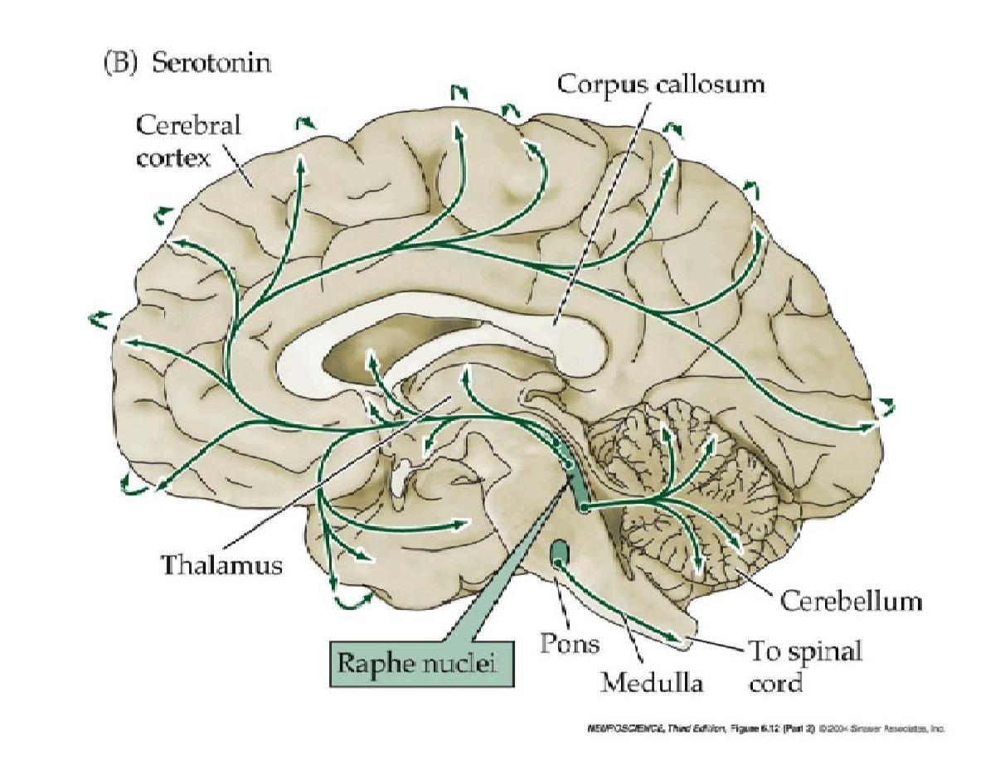 (B) Serotonin
Corpus callosum
Cerebral
cortex
Thalamus
Cerebellum
Pons
Raphe nuclei
To spinal
cord
Medulla
NEUROSCIENCE, Third Edition, Figure 6.12 (Part 2) © 2004 Sinauer Associates, Inc.